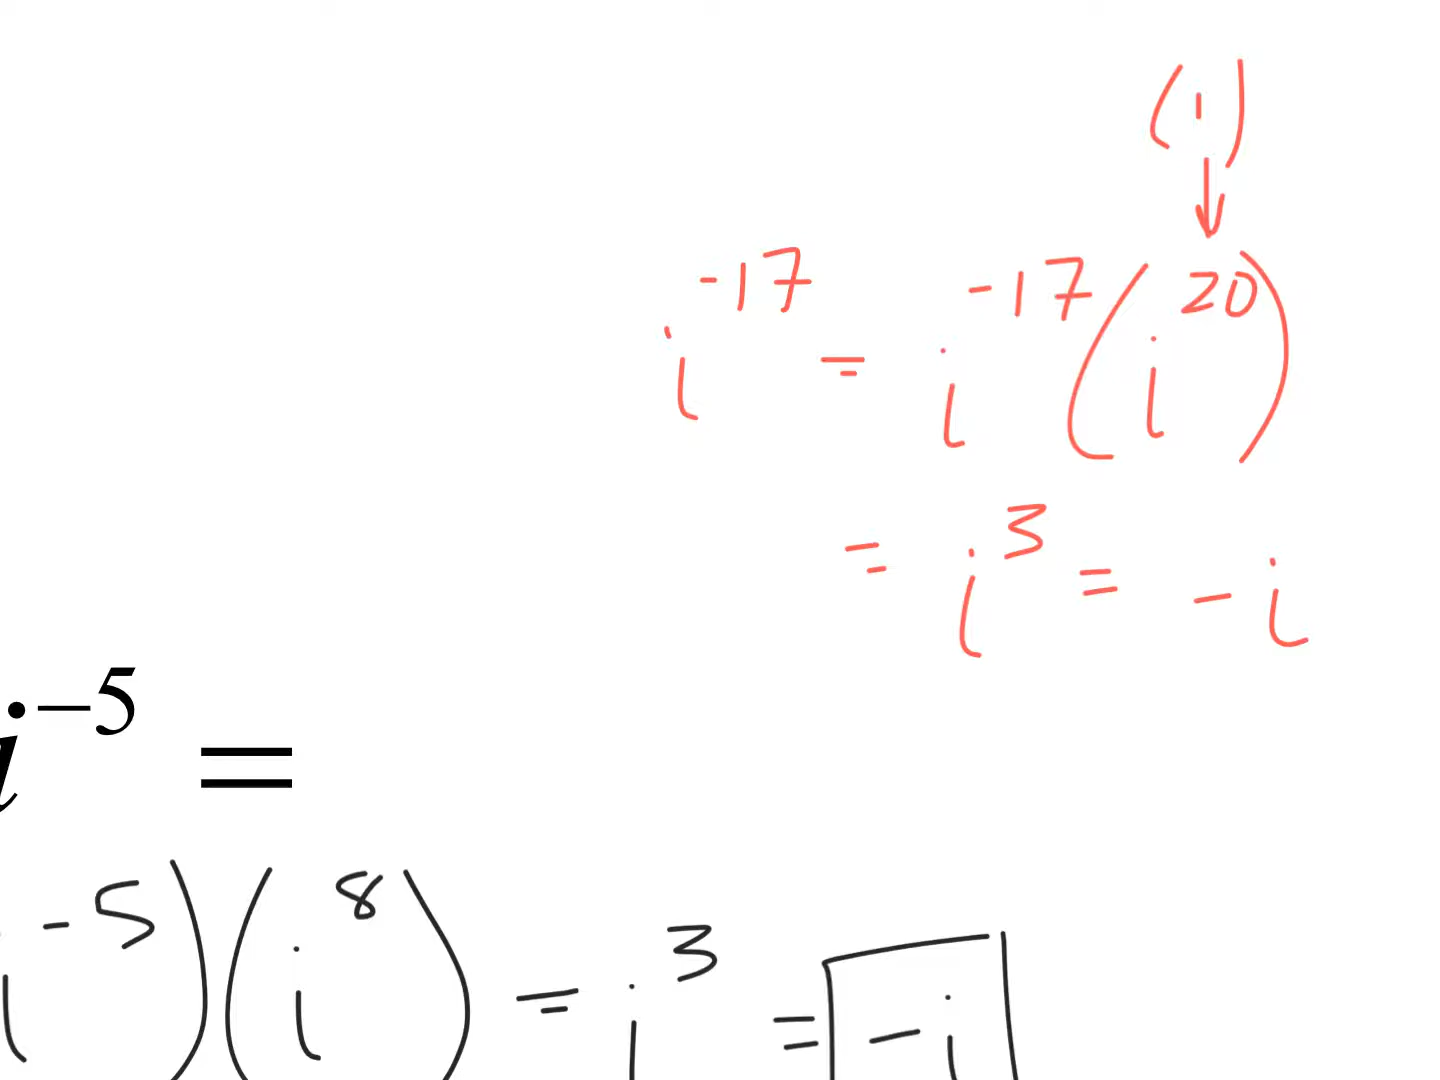 (1)
↓
i^-17 = i^-17 (i^20)
= i^3 = -i
i^-5 =
i^-5)(i^8) = i^3 = -i